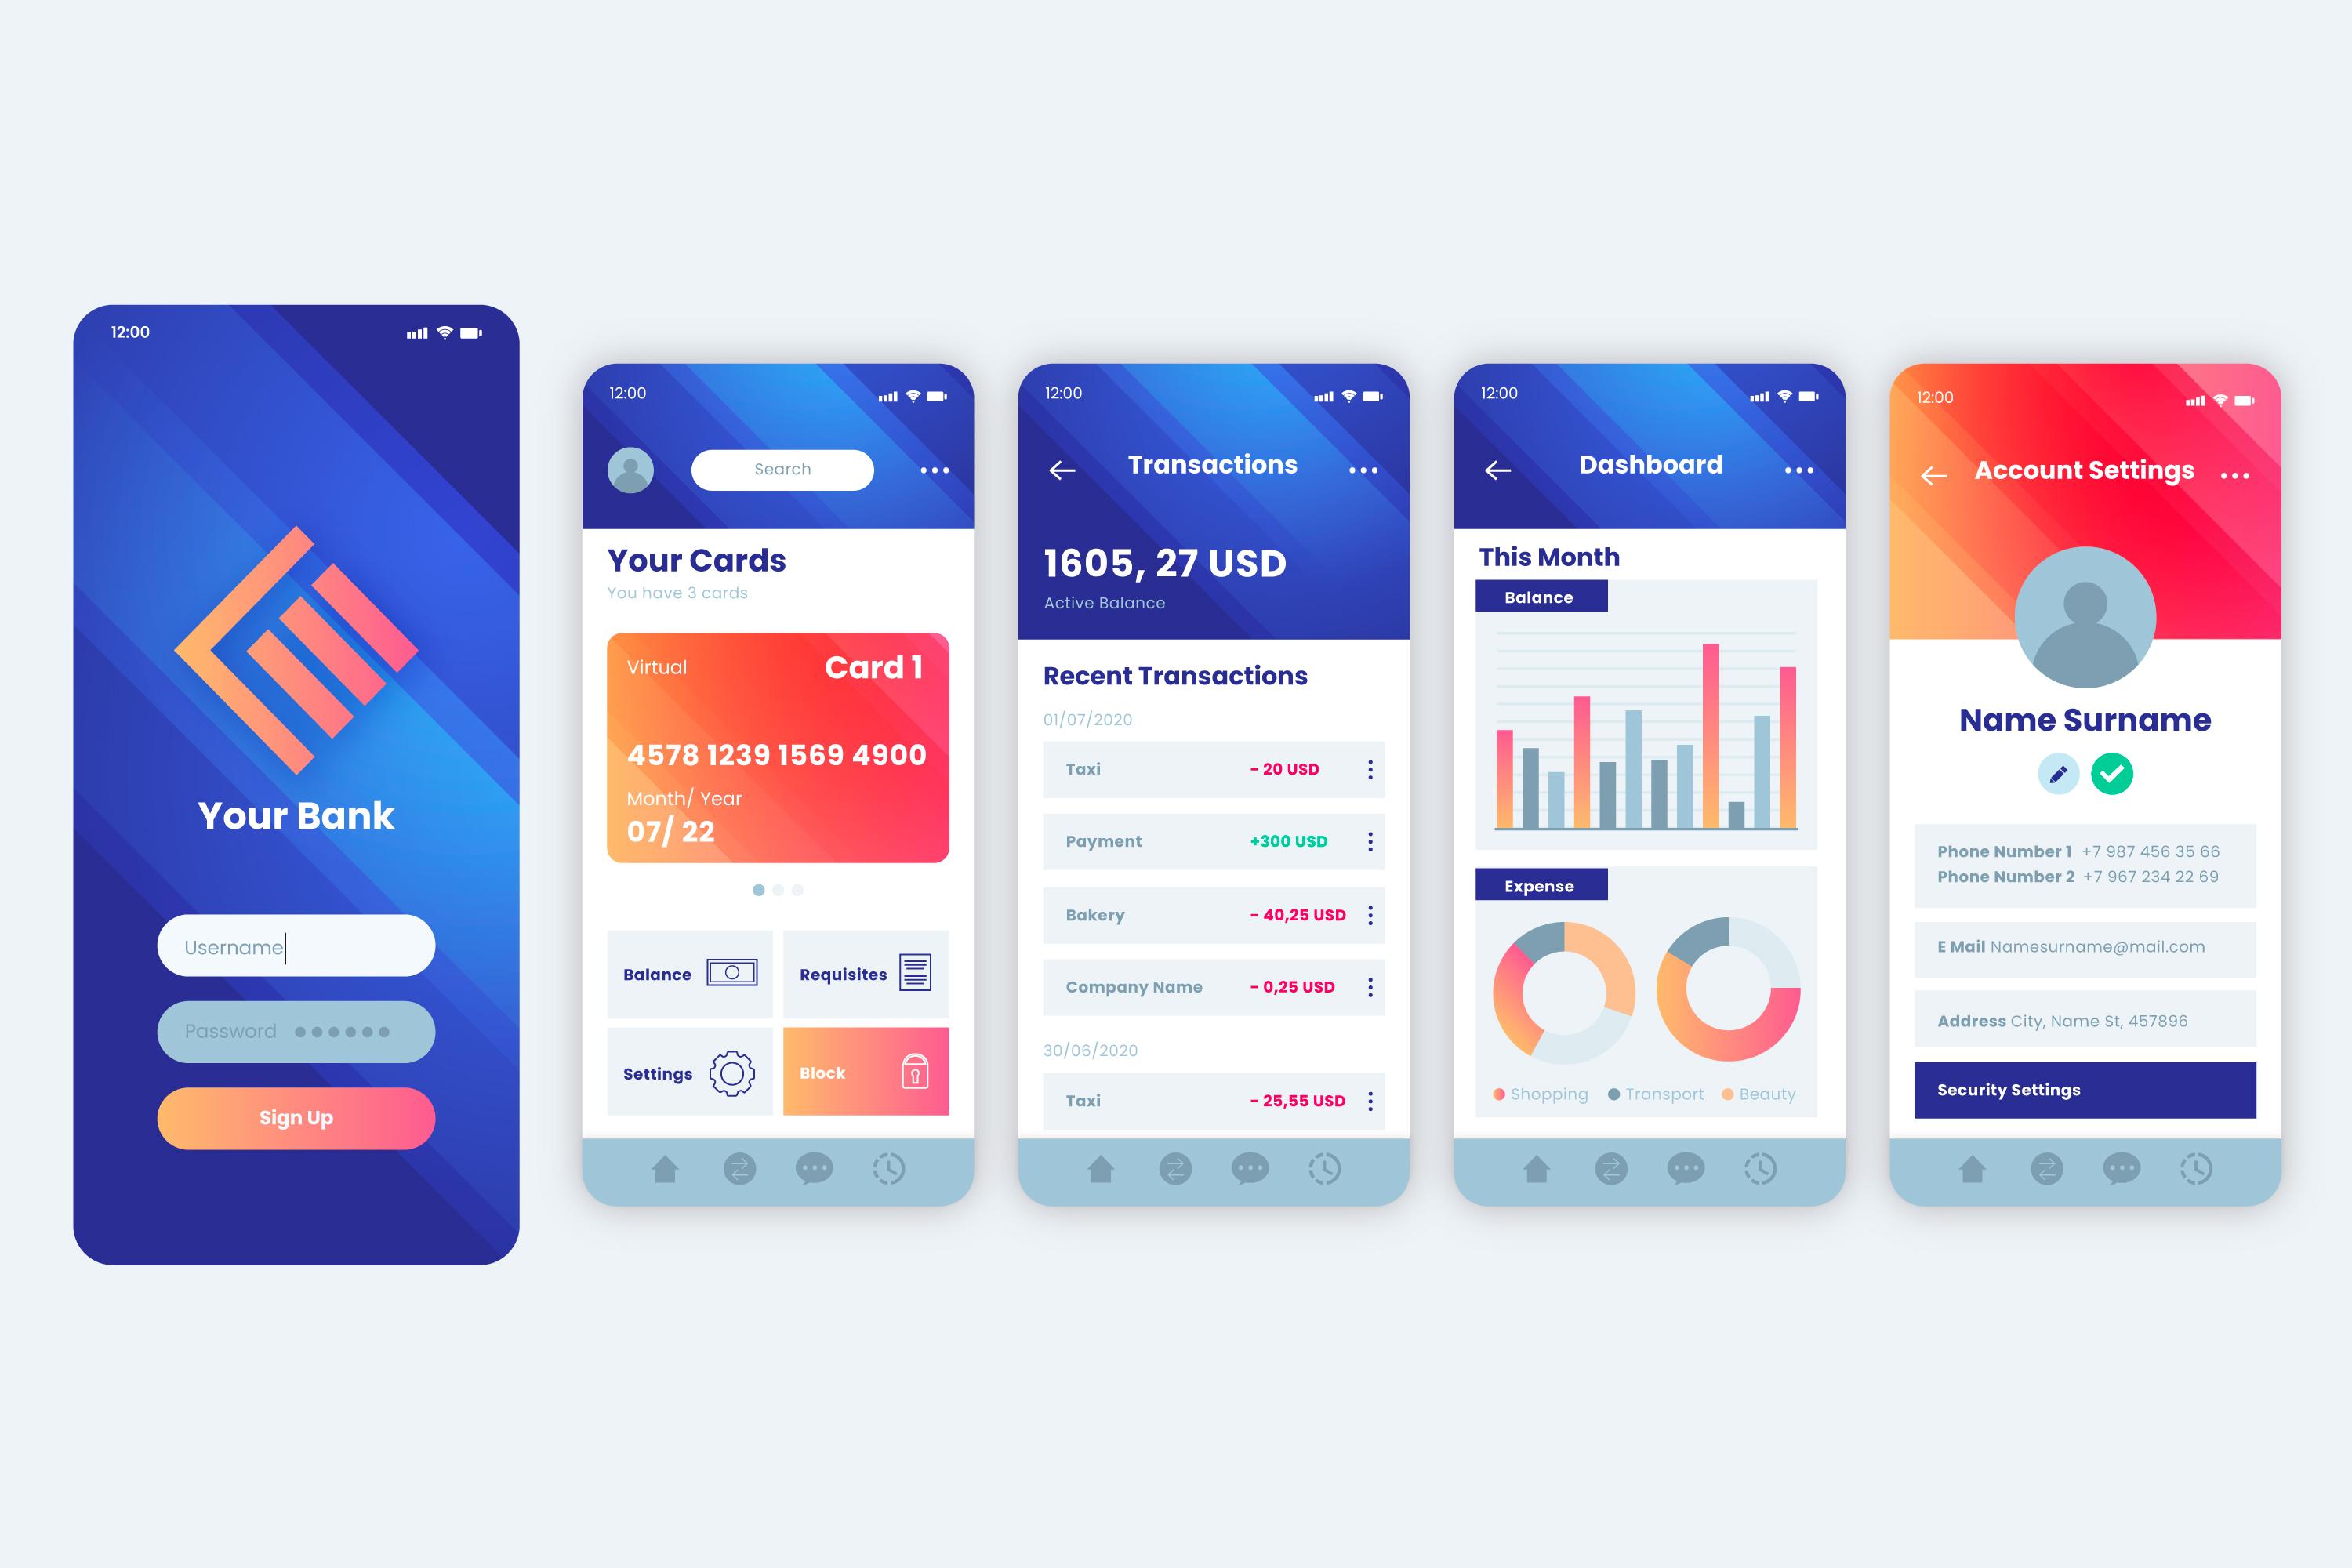 12:00
Your Bank
Username
Password
Sign Up
12:00
Search
Your Cards
You have 3 cards
Virtual
Card 1
4578 1239 1569 4900
Month/ Year
07/ 22
Balance
Requisites
Settings
Block
12:00
Transactions
1605, 27 USD
Active Balance
Recent Transactions
01/07/2020
Taxi - 20 USD
Payment +300 USD
Bakery - 40,25 USD
Company Name - 0,25 USD
30/06/2020
Taxi - 25,55 USD
12:00
Dashboard
This Month
Balance
Expense
Shopping Transport Beauty
12:00
Account Settings
Name Surname
Phone Number 1 +7 987 456 35 66
Phone Number 2 +7 967 234 22 69
E Mail Namesurname@mail.com
Address City, Name St, 457896
Security Settings